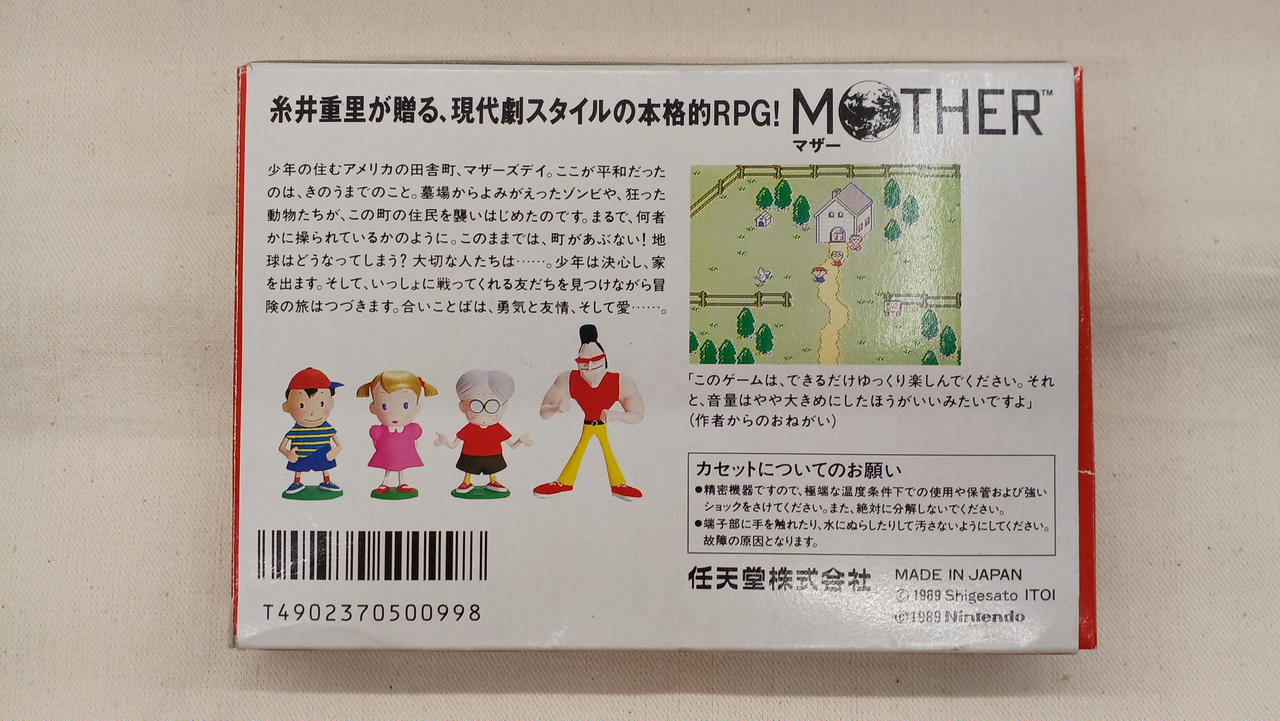 糸井重里が贈る、現代劇スタイルの本格的RPG!
MOTHER™
マザー
少年の住むアメリカの田舎町、マザーズデイ。ここが平和だった
のは、きのうまでのこと。墓場からよみがえったゾンビや、狂った
動物たちが、この町の住民を襲いはじめたのです。まるで、何者
かに操られているかのように。このままでは、町があぶない!地
球はどうなってしまう?大切な人たちは……。少年は決心し、家
を出ます。そして、いっしょに戦ってくれる友だちを見つけながら冒
険の旅はつづきます。合いことばは、勇気と友情、そして愛……。
「このゲームは、できるだけゆっくり楽しんでください。それ
と、音量はやや大きめにしたほうがいいみたいですよ」
(作者からのおねがい)
カセットについてのお願い
●精密機器ですので、極端な温度条件下での使用や保管および強い
ショックをさけてください。また、絶対に分解しないでください。
●端子部に手を触れたり、水にぬらしたりして汚さないようにしてください。
故障の原因となります。
任天堂株式会社
MADE IN JAPAN
©1989 Shigesato ITOI
©1989 Nintendo
T4902370500998